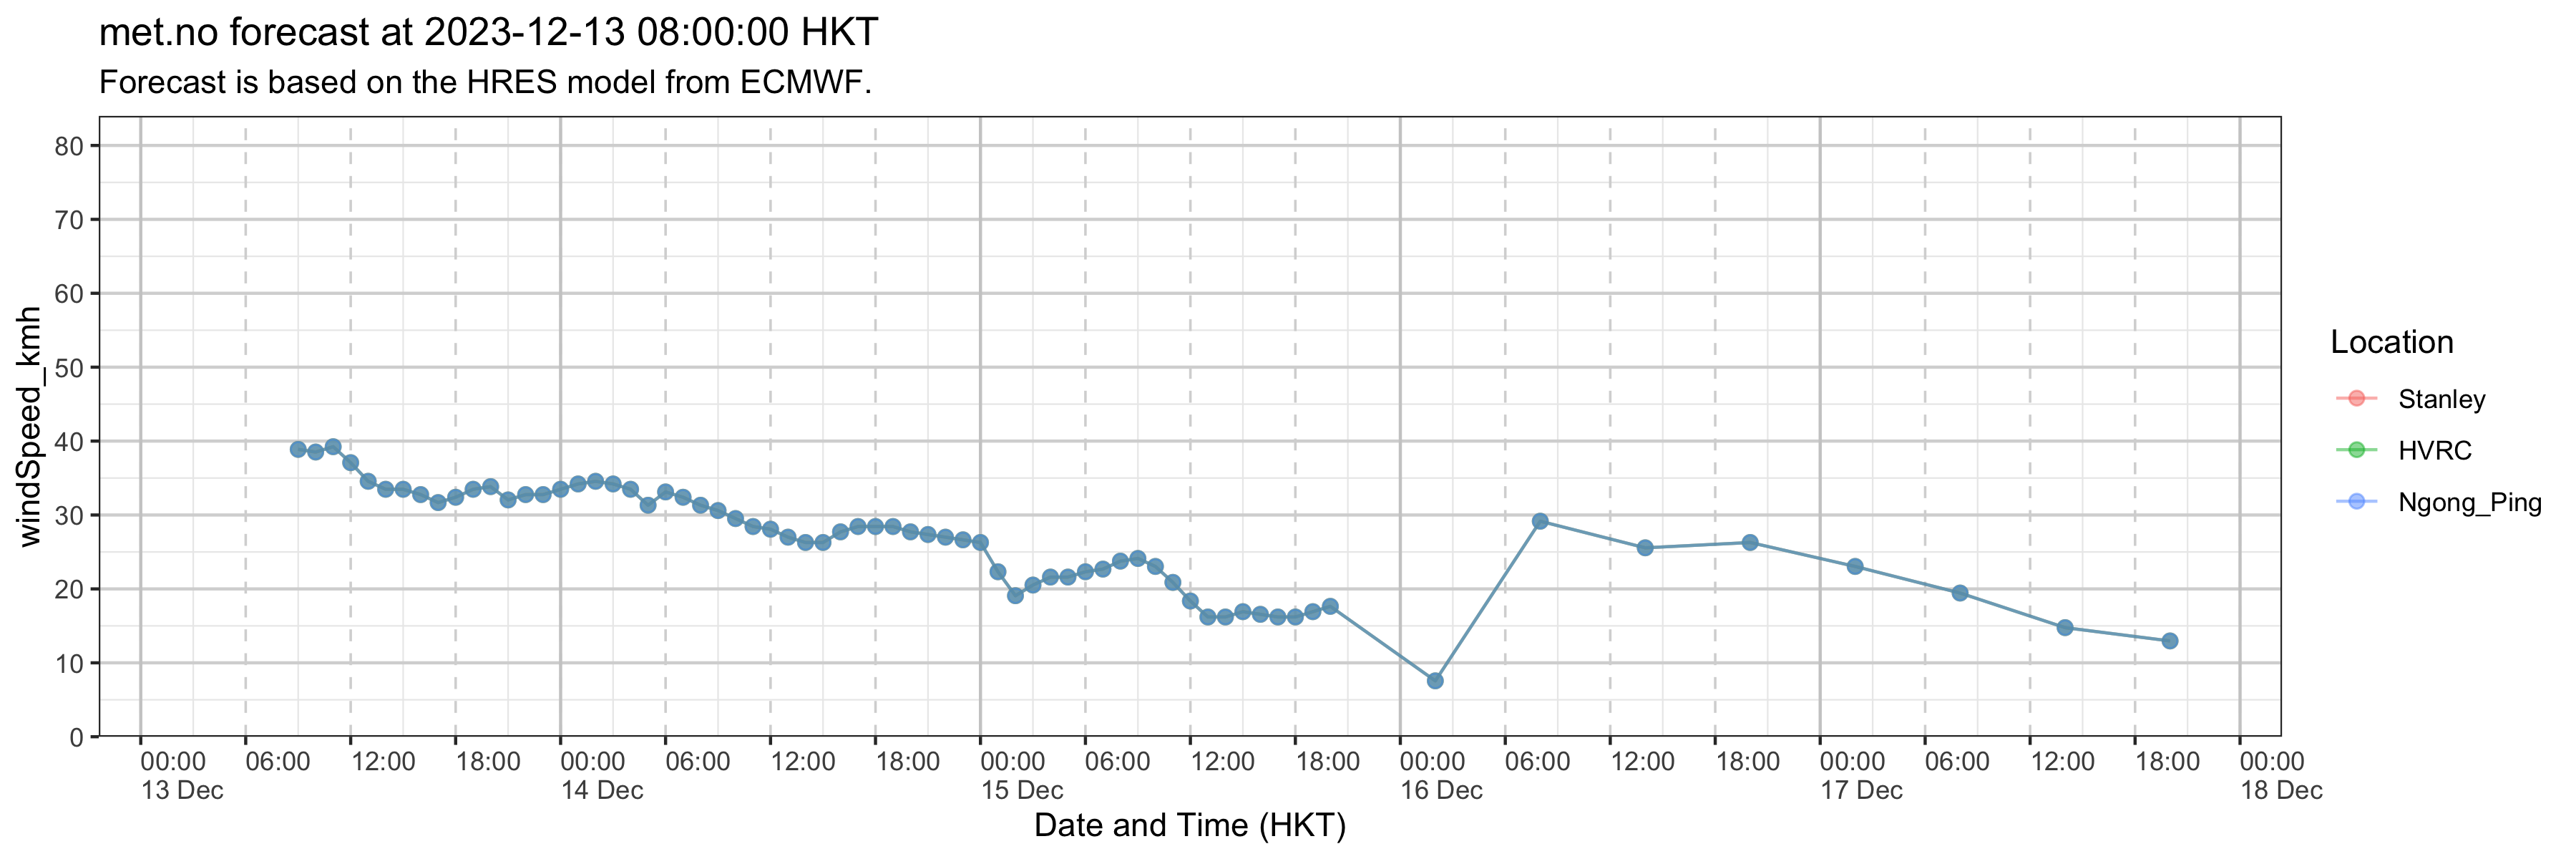 met.no forecast at 2023-12-13 08:00:00 HKT
Forecast is based on the HRES model from ECMWF.
windSpeed_kmh
80
70
60
50
40
30
20
10
0
00:00 06:00 12:00 18:00 00:00 06:00 12:00 18:00 00:00 06:00 12:00 18:00 00:00 06:00 12:00 18:00 00:00 06:00 12:00 18:00 00:00
13 Dec 14 Dec 15 Dec 16 Dec 17 Dec 18 Dec
Date and Time (HKT)
Location
Stanley
HVRC
Ngong_Ping